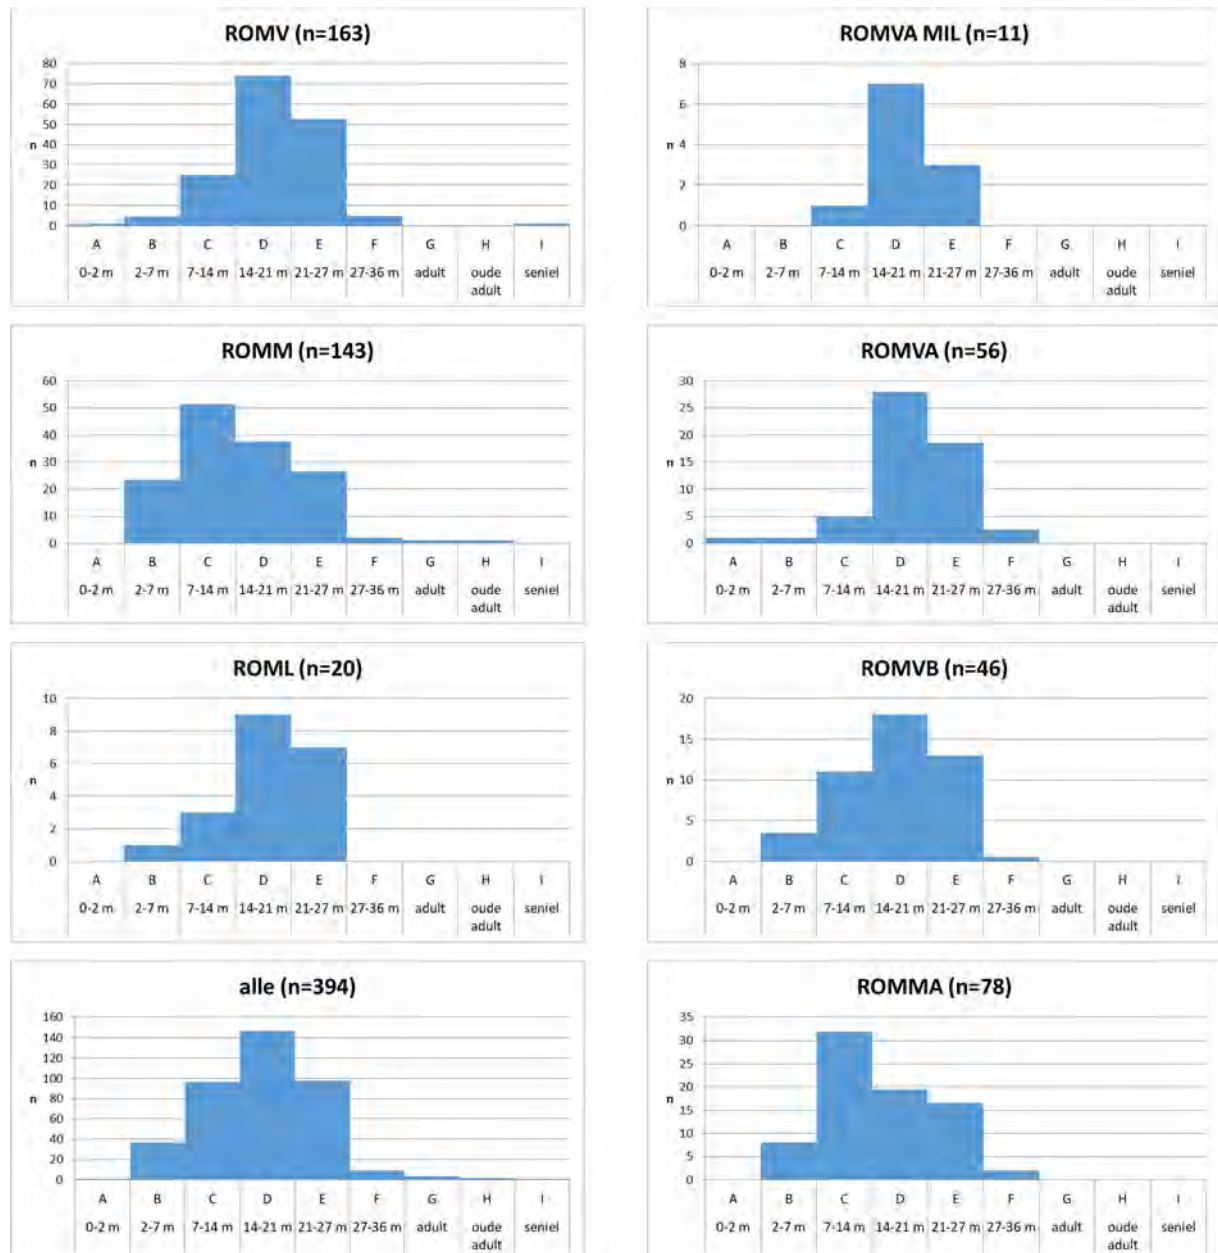 ROMV (n=163)
80
70
60
50
n 40
30
20
10
0
A B C D E F G H I
0-2 m 2-7 m 7-14 m 14-21 m 21-27 m 27-36 m adult oude seniel
adult
ROMVA MIL (n=11)
8
6
n 4
2
0
A B C D E F G H I
0-2 m 2-7 m 7-14 m 14-21 m 21-27 m 27-36 m adult oude seniel
adult
ROMM (n=143)
60
50
40
n 30
20
10
0
A B C D E F G H I
0-2 m 2-7 m 7-14 m 14-21 m 21-27 m 27-36 m adult oude seniel
adult
ROMVA (n=56)
30
25
20
n 15
10
5
0
A B C D E F G H I
0-2 m 2-7 m 7-14 m 14-21 m 21-27 m 27-36 m adult oude seniel
adult
ROML (n=20)
10
8
6
n
4
2
0
A B C D E F G H I
0-2 m 2-7 m 7-14 m 14-21 m 21-27 m 27-36 m adult oude seniel
adult
ROMVB (n=46)
20
15
n 10
5
0
A B C D E F G H I
0-2 m 2-7 m 7-14 m 14-21 m 21-27 m 27-36 m adult oude seniel
adult
alle (n=394)
160
140
120
100
n 80
60
40
20
0
A B C D E F G H I
0-2 m 2-7 m 7-14 m 14-21 m 21-27 m 27-36 m adult oude seniel
adult
ROMMA (n=78)
35
30
25
20
n
15
10
5
0
A B C D E F G H I
0-2 m 2-7 m 7-14 m 14-21 m 21-27 m 27-36 m adult oude seniel
adult